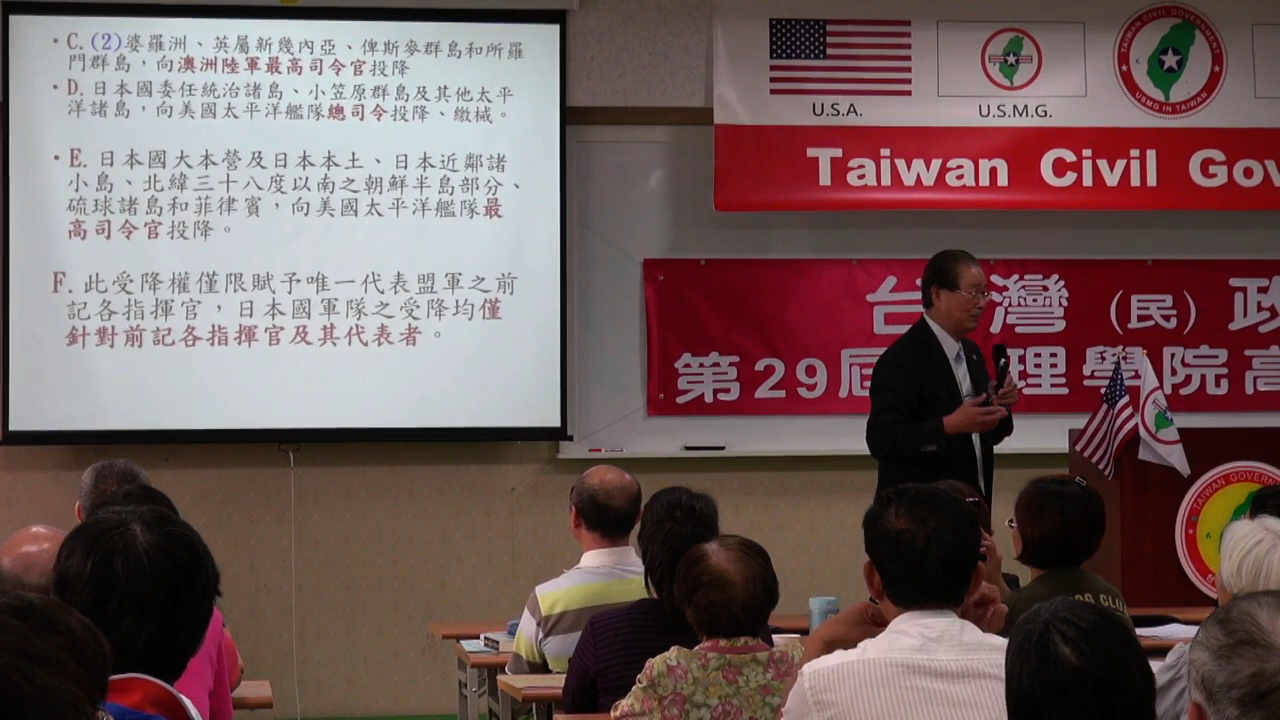 • C. (2) 婆羅洲、英屬新幾內亞、俾斯麥群島和所羅
門群島，向澳洲陸軍最高司令官投降
• D. 日本國委任統治諸島、小笠原群島及其他太平
洋諸島，向美國太平洋艦隊總司令投降、繳械。
• E. 日本國大本營及日本本土、日本近鄰諸
小島、北緯三十八度以南之朝鮮半島部分、
硫球諸島和菲律賓，向美國太平洋艦隊最
高司令官投降。
F. 此受降權僅限賦予唯一代表盟軍之前
記各指揮官，日本國軍隊之受降均僅
針對前記各指揮官及其代表者。
U.S.A.
U.S.M.G.
TAIWAN CIVIL GOVERNMENT
USMG IN TAIWAN
Taiwan Civil Gov
台灣（民）政
第29屆 理學院高
TAIWAN GOVERN